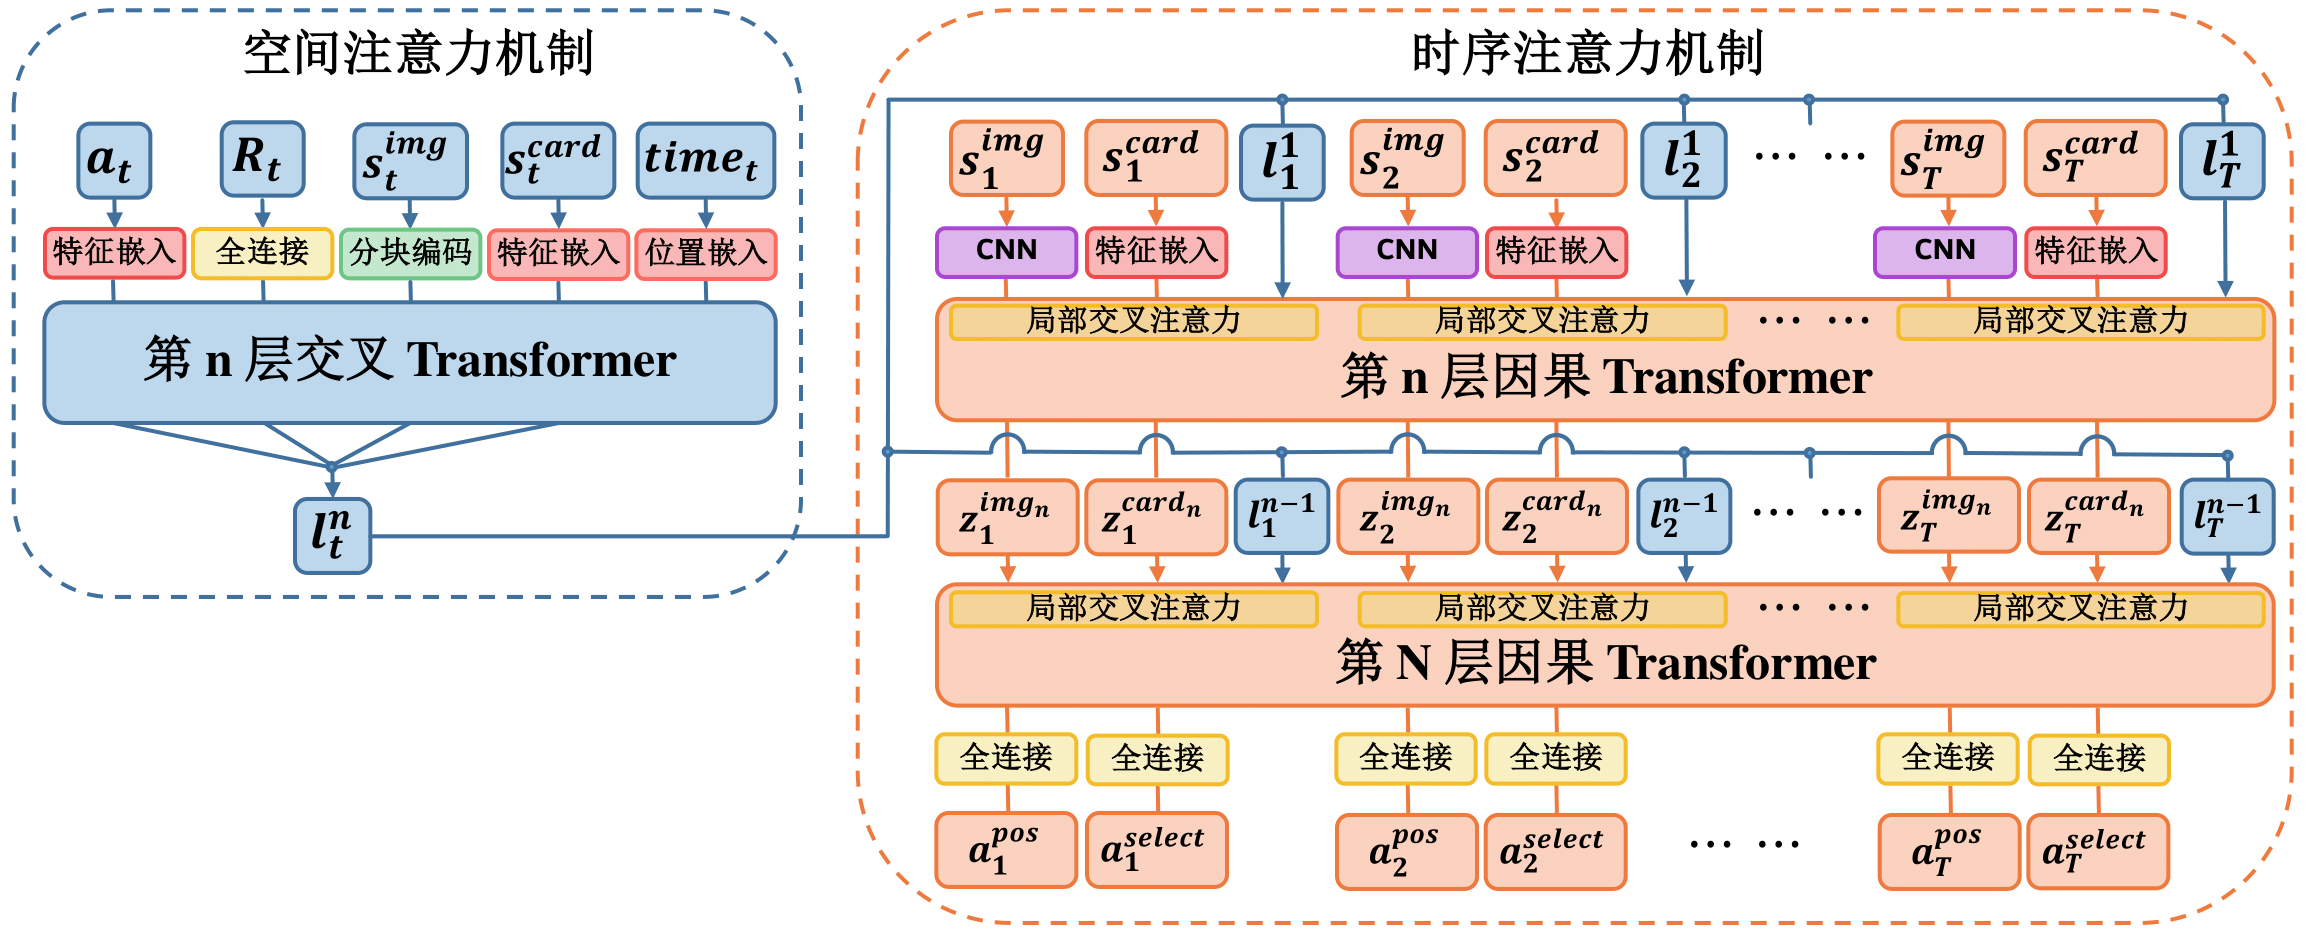 空间注意力机制
a_t R_t s_t^{img} s_t^{card} time_t
特征嵌入 全连接 分块编码 特征嵌入 位置嵌入
第 n 层交叉 Transformer
l_t^n
时序注意力机制
s_1^{img} s_1^{card} l_1^1 s_2^{img} s_2^{card} l_2^1 ... ... s_T^{img} s_T^{card} l_T^1
CNN 特征嵌入 CNN 特征嵌入 CNN 特征嵌入
局部交叉注意力 局部交叉注意力 ... ... 局部交叉注意力
第 n 层因果 Transformer
z_1^{img_n} z_1^{card_n} l_1^{n-1} z_2^{img_n} z_2^{card_n} l_2^{n-1} ... ... z_T^{img_n} z_T^{card_n} l_T^{n-1}
局部交叉注意力 局部交叉注意力 ... ... 局部交叉注意力
第 N 层因果 Transformer
全连接 全连接 全连接 全连接 全连接 全连接
a_1^{pos} a_1^{select} a_2^{pos} a_2^{select} ... ... a_T^{pos} a_T^{select}